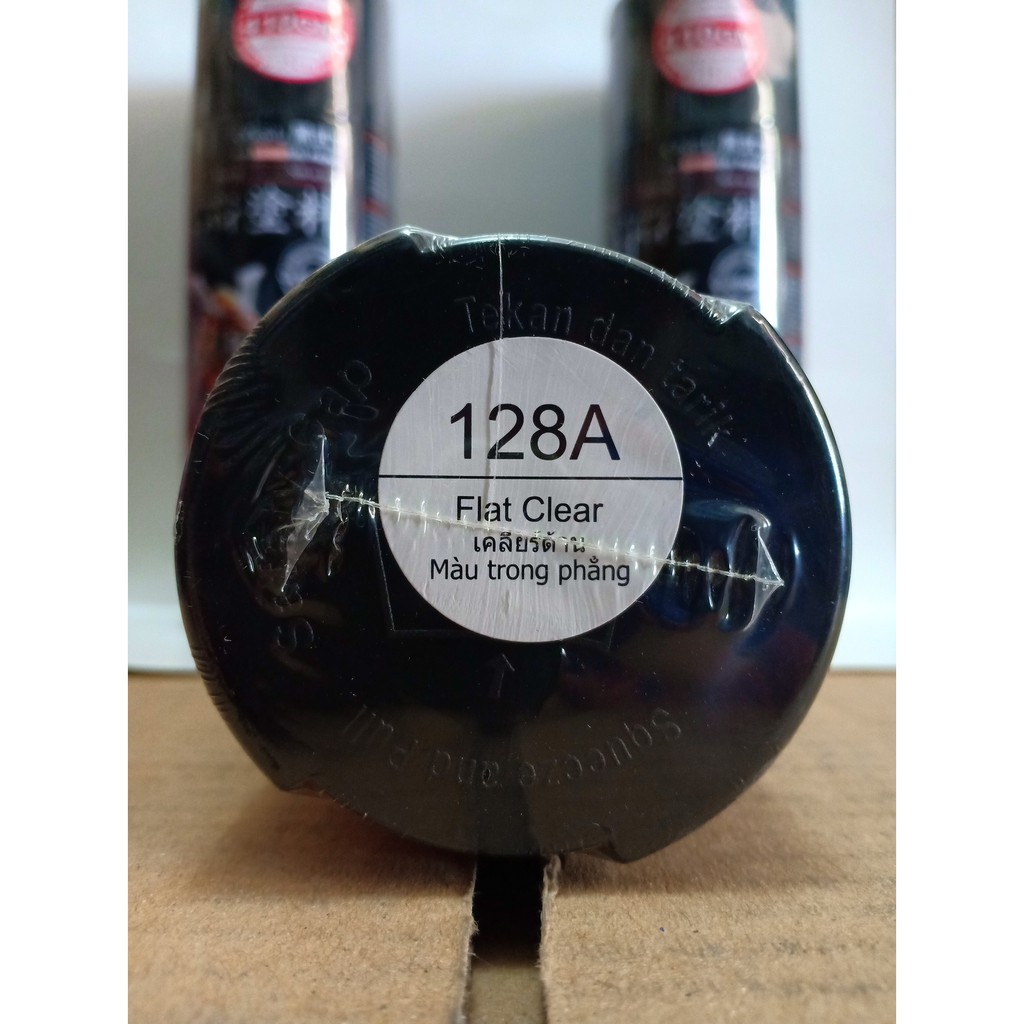 Tekan dan tarik
128A
Flat Clear
เคลียร์ด้าน
Màu trong phẳng
Squeeze and Pull